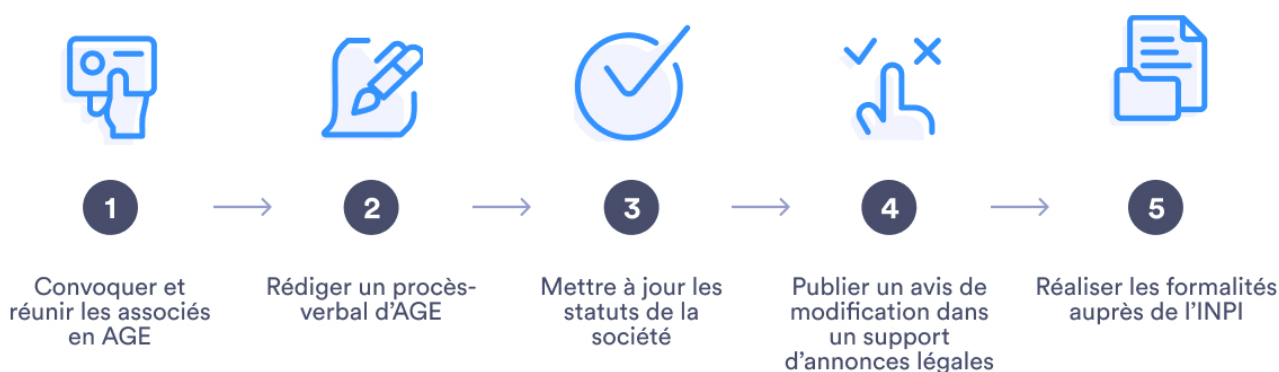 1
2
3
4
5
Convoquer et
réunir les associés
en AGE
Rédiger un procès-
verbal d'AGE
Mettre à jour les
statuts de la
société
Publier un avis de
modification dans
un support
d'annonces légales
Réaliser les formalités
auprès de l'INPI